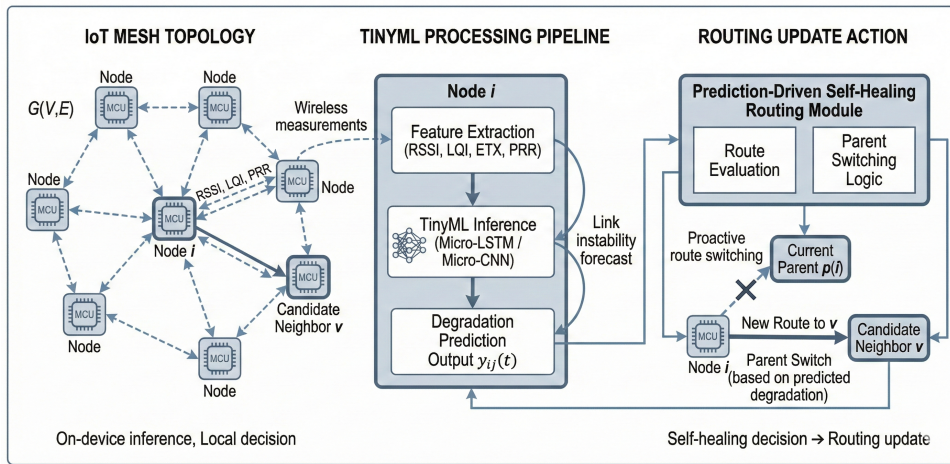 IoT MESH TOPOLOGY
G(V,E)
Node
MCU
Node
MCU
MCU
Node
MCU
Node
RSSI, LQI, PRR
MCU
Node i
MCU
Candidate
Neighbor v
MCU
Node
MCU
Node
On-device inference, Local decision
Wireless
measurements
TINYML PROCESSING PIPELINE
Node i
Feature Extraction
(RSSI, LQI, ETX, PRR)
TinyML Inference
(Micro-LSTM /
Micro-CNN)
Degradation
Prediction
Output yij(t)
Link
instability
forecast
ROUTING UPDATE ACTION
Prediction-Driven Self-Healing
Routing Module
Route
Evaluation
Parent
Switching
Logic
Proactive
route switching
Current
Parent p(i)
MCU
Node i
New Route to v
Parent Switch
(based on predicted
degradation)
Candidate
Neighbor v
Self-healing decision → Routing update